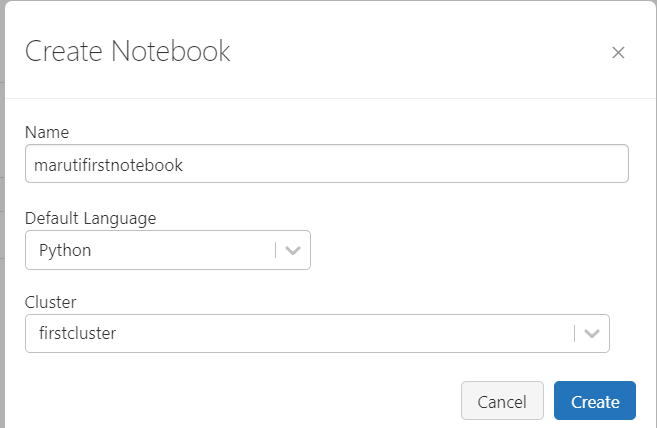 Create Notebook
Name
marutifirstnotebook
Default Language
Python
Cluster
firstcluster
Cancel Create